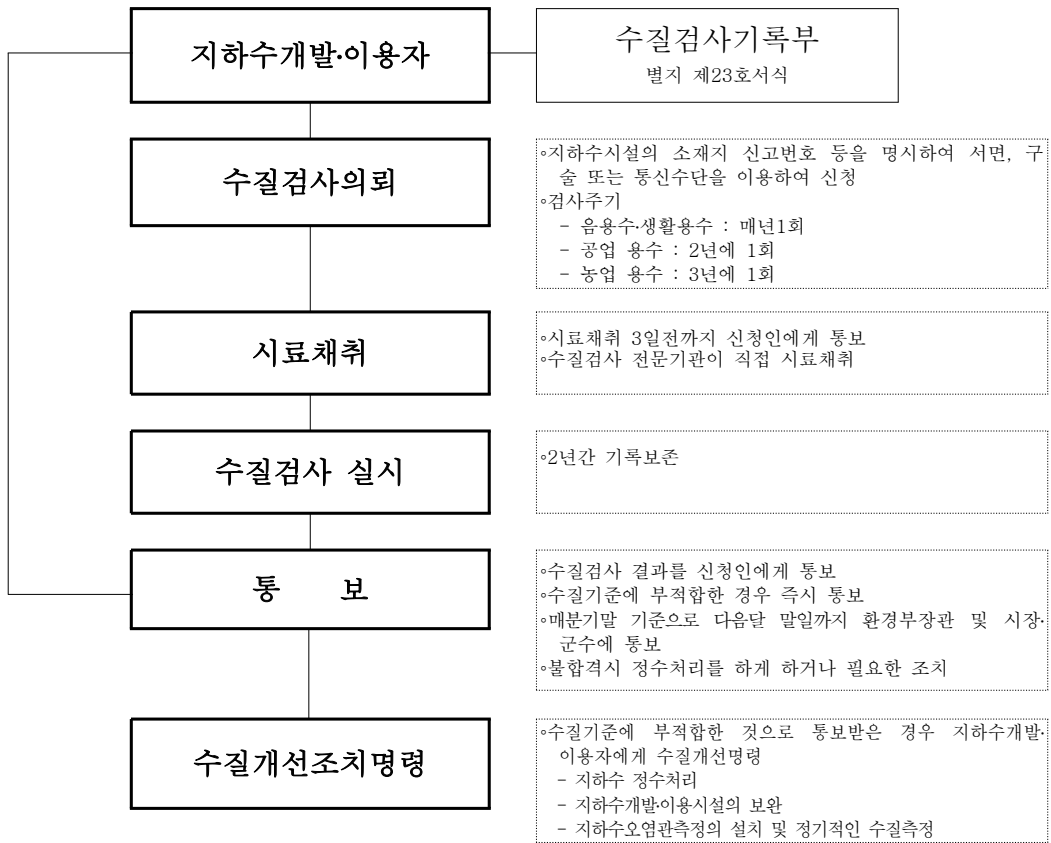 지하수개발·이용자
수질검사기록부
별지 제23호서식
수질검사의뢰
◦지하수시설의 소재지 신고번호 등을 명시하여 서면, 구
술 또는 통신수단을 이용하여 신청
◦검사주기
- 음용수·생활용수 : 매년1회
- 공업 용수 : 2년에 1회
- 농업 용수 : 3년에 1회
시료채취
◦시료채취 3일전까지 신청인에게 통보
◦수질검사 전문기관이 직접 시료채취
수질검사 실시
◦2년간 기록보존
통 보
◦수질검사 결과를 신청인에게 통보
◦수질기준에 부적합한 경우 즉시 통보
◦매분기말 기준으로 다음달 말일까지 환경부장관 및 시장·
군수에 통보
◦불합격시 정수처리를 하게 하거나 필요한 조치
수질개선조치명령
◦수질기준에 부적합한 것으로 통보받은 경우 지하수개발·
이용자에게 수질개선명령
- 지하수 정수처리
- 지하수개발·이용시설의 보완
- 지하수오염관측정의 설치 및 정기적인 수질측정